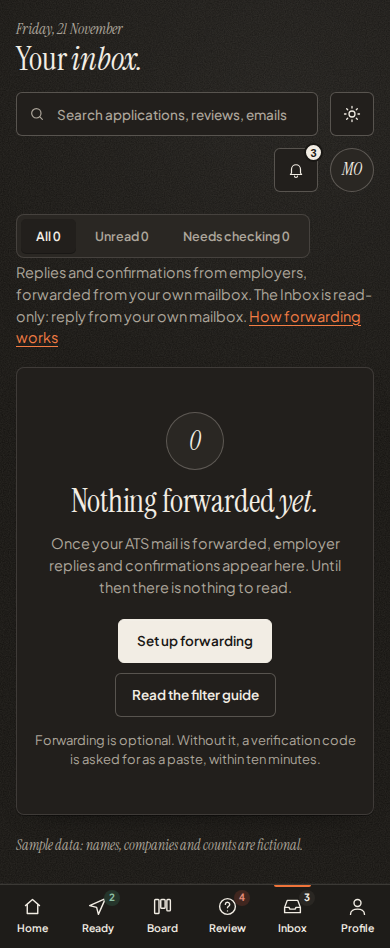 Friday, 21 November
Your inbox.
Search applications, reviews, emails
3
MO
All 0 Unread 0 Needs checking 0
Replies and confirmations from employers,
forwarded from your own mailbox. The Inbox is read-
only: reply from your own mailbox. How forwarding
works
0
Nothing forwarded yet.
Once your ATS mail is forwarded, employer
replies and confirmations appear here. Until
then there is nothing to read.
Set up forwarding
Read the filter guide
Forwarding is optional. Without it, a verification code
is asked for as a paste, within ten minutes.
Sample data: names, companies and counts are fictional.
2 4 3
Home Ready Board Review Inbox Profile